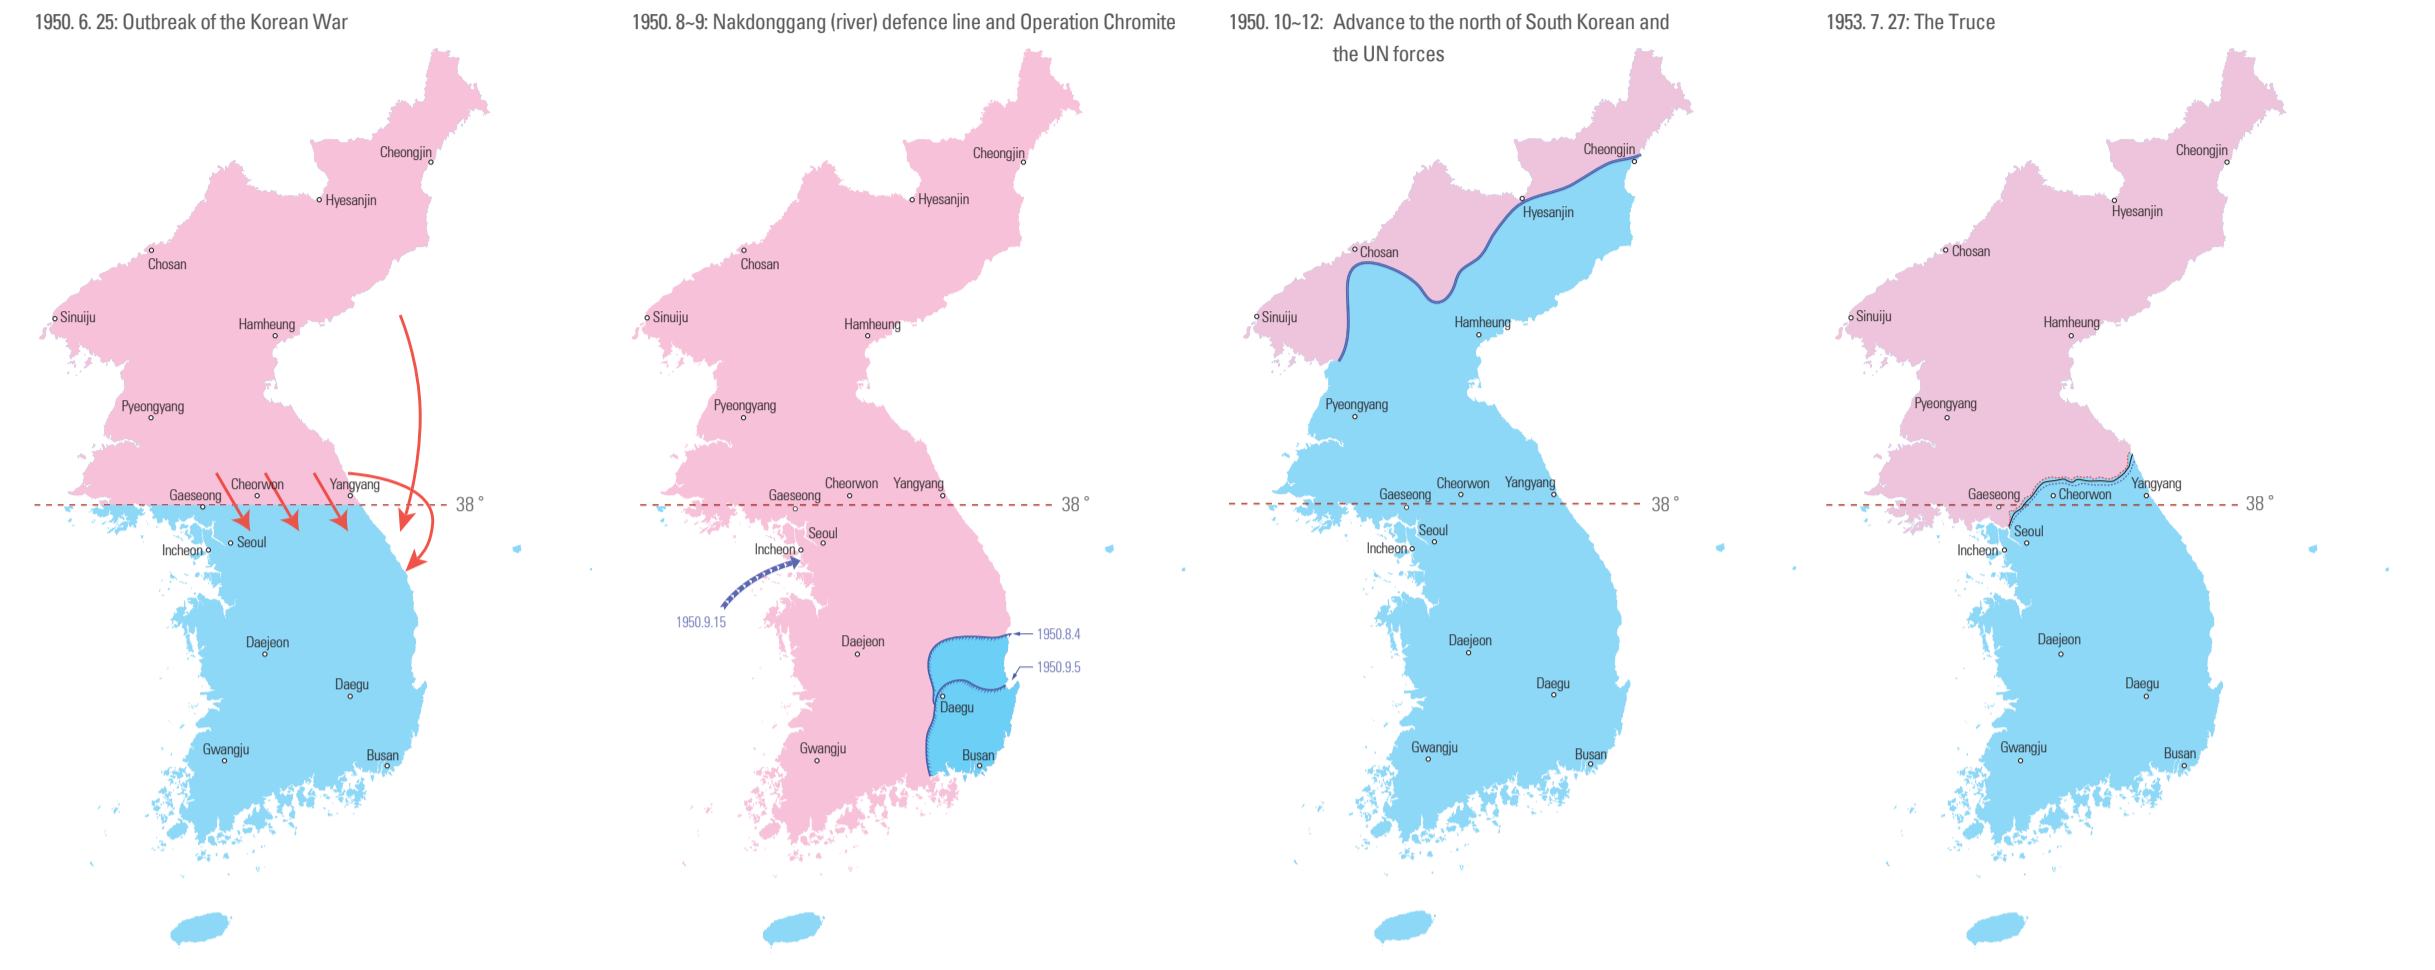 1950. 6. 25: Outbreak of the Korean War
Cheongjin
Hyesanjin
Chosan
Sinuiju
Hamheung
Pyeongyang
Cheorwon
Yangyang
Gaeseong
38 °
Seoul
Incheon
Daejeon
Daegu
Gwangju
Busan
1950. 8~9: Nakdonggang (river) defence line and Operation Chromite
Cheongjin
Hyesanjin
Chosan
Sinuiju
Hamheung
Pyeongyang
Cheorwon
Yangyang
Gaeseong
38 °
Seoul
Incheon
1950.9.15
1950.8.4
Daejeon
1950.9.5
Daegu
Gwangju
Busan
1950. 10~12: Advance to the north of South Korean and
the UN forces
Cheongjin
Hyesanjin
Chosan
Sinuiju
Hamheung
Pyeongyang
Cheorwon
Yangyang
Gaeseong
38 °
Seoul
Incheon
Daejeon
Daegu
Gwangju
Busan
1953. 7. 27: The Truce
Cheongjin
Hyesanjin
Chosan
Sinuiju
Hamheung
Pyeongyang
Yangyang
Gaeseong
Cheorwon
38 °
Seoul
Incheon
Daejeon
Daegu
Gwangju
Busan